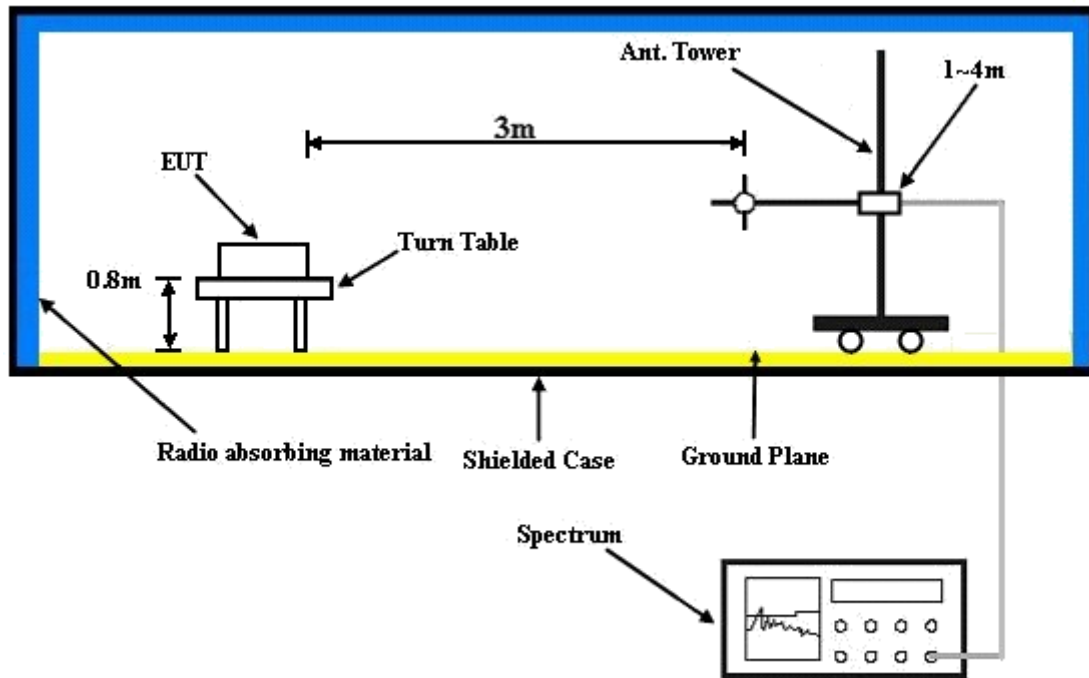 Ant. Tower
1~4m
3m
EUT
Turn Table
0.8m
Radio absorbing material
Shielded Case
Ground Plane
Spectrum